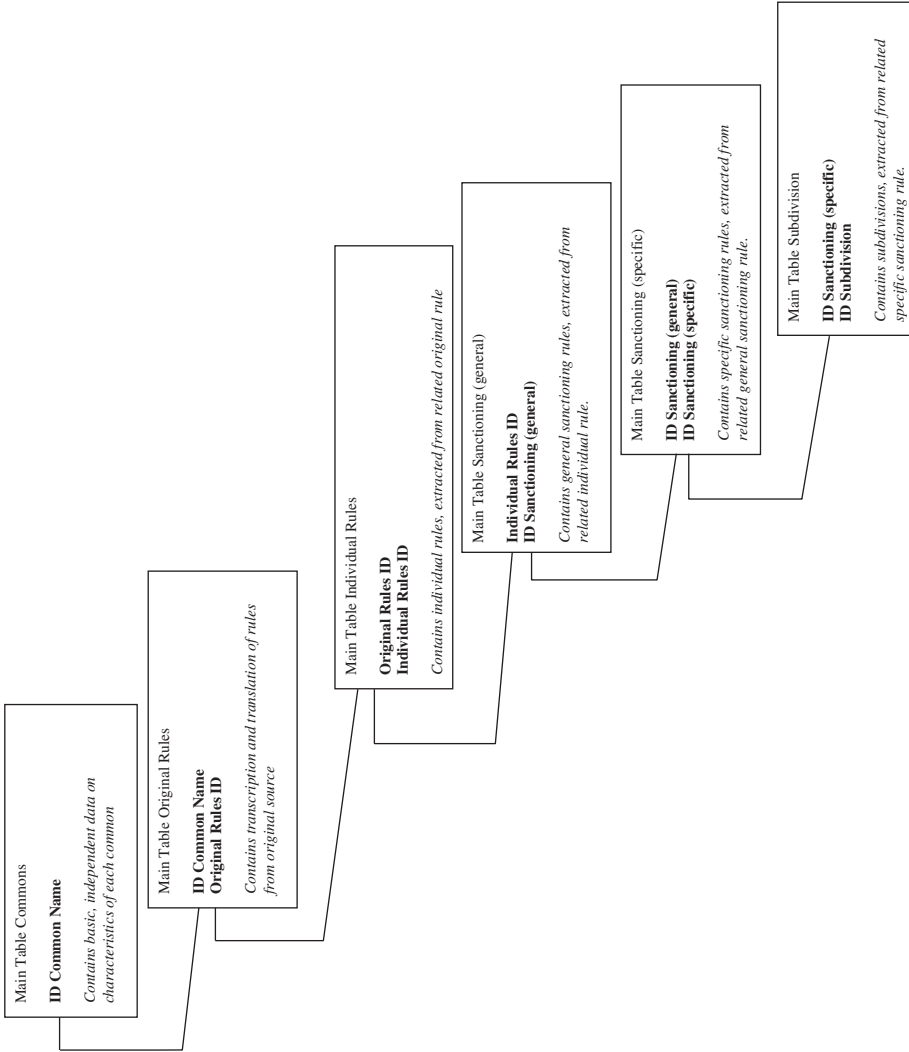 Main Table Commons
ID Common Name
Contains basic, independent data on
characteristics of each common
Main Table Original Rules
ID Common Name
Original Rules ID
Contains transcription and translation of rules
from original source
Main Table Individual Rules
Original Rules ID
Individual Rules ID
Contains individual rules, extracted from related original rule
Main Table Sanctioning (general)
Individual Rules ID
ID Sanctioning (general)
Contains general sanctioning rules, extracted from
related individual rule.
Main Table Sanctioning (specific)
ID Sanctioning (general)
ID Sanctioning (specific)
Contains specific sanctioning rules, extracted from
related general sanctioning rule.
Main Table Subdivision
ID Sanctioning (specific)
ID Subdivision
Contains subdivisions, extracted from related
specific sanctioning rule.